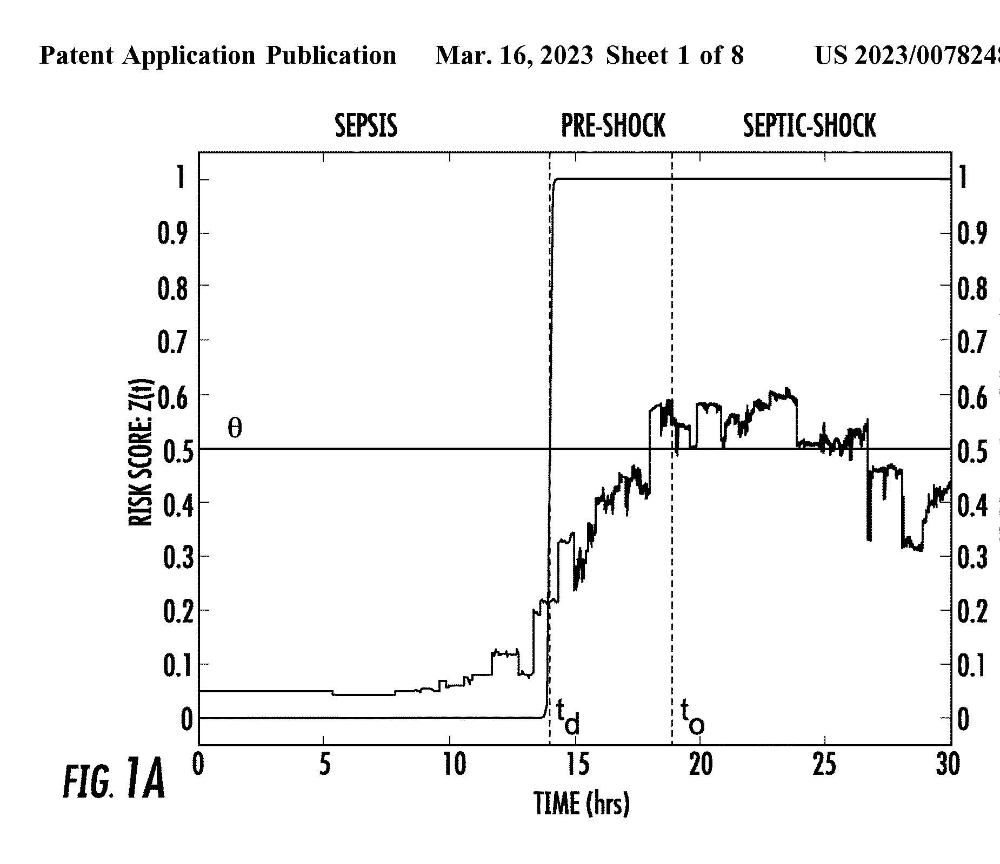 Patent Application Publication Mar. 16, 2023 Sheet 1 of 8 US 2023/0078248
SEPSIS PRE-SHOCK SEPTIC-SHOCK
1 1
0.9 0.9
0.8 0.8
0.7 0.7
0.6 0.6
θ
0.5 0.5
RISK SCORE: Z(t)
0.4 0.4
0.3 0.3
0.2 0.2
0.1 0.1
0 td to 0
0 5 10 15 20 25 30
FIG. 1A
TIME (hrs)